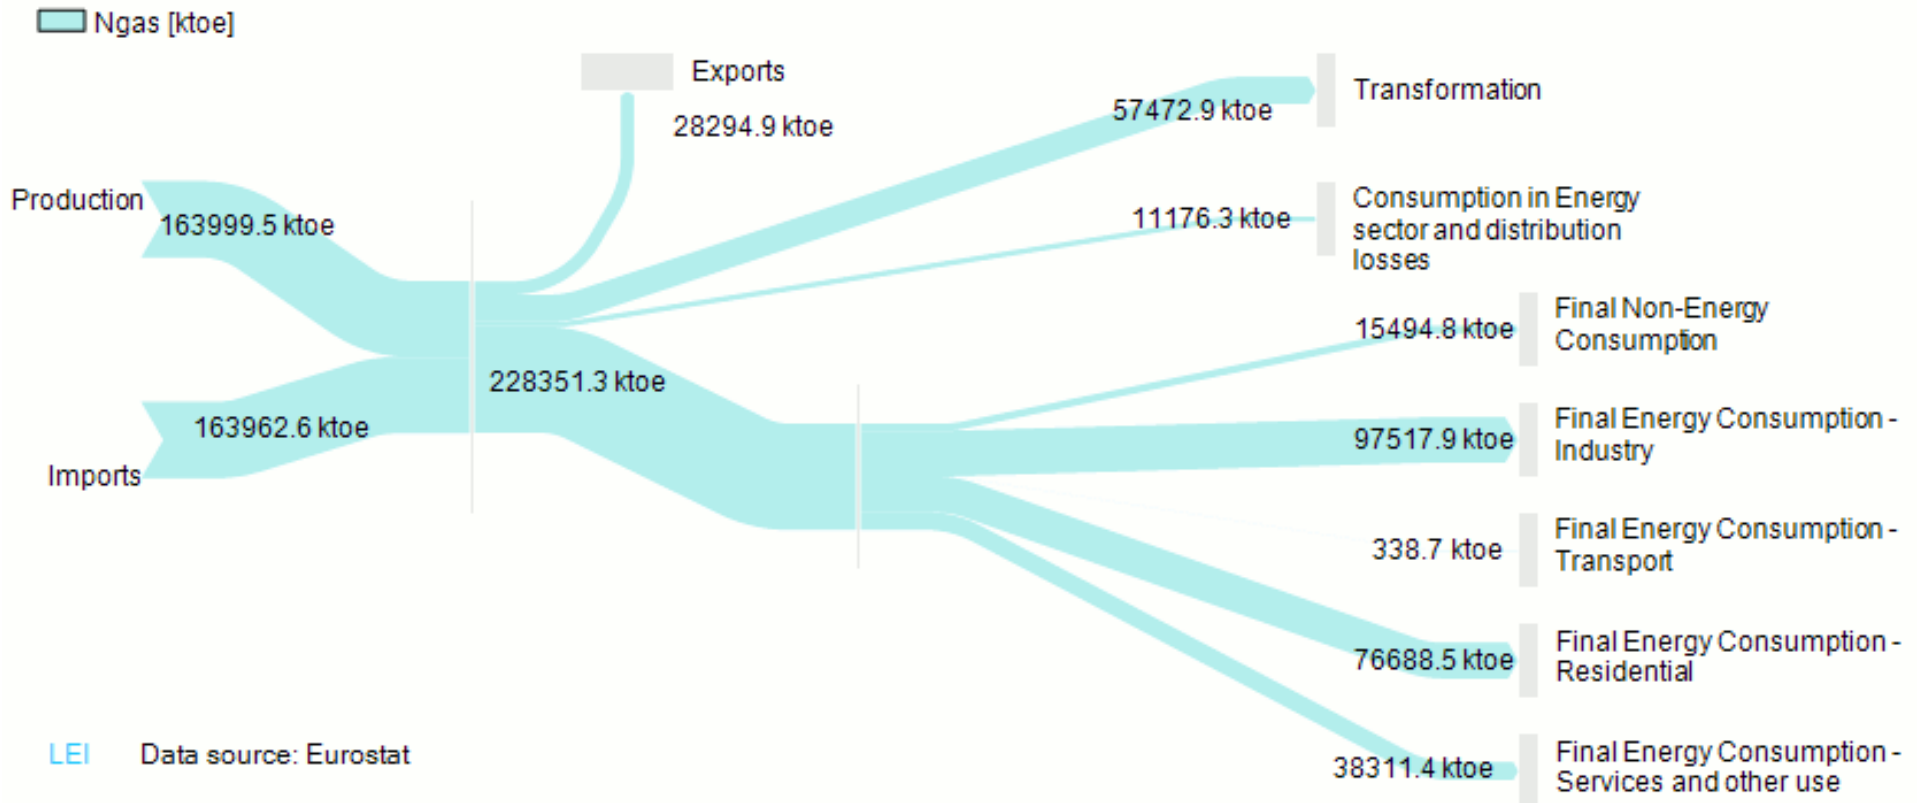 Ngas [ktoe]
Exports
28294.9 ktoe
57472.9 ktoe
Transformation
Production
163999.5 ktoe
11176.3 ktoe
Consumption in Energy
sector and distribution
losses
15494.8 ktoe
Final Non-Energy
Consumption
228351.3 ktoe
163962.6 ktoe
Imports
97517.9 ktoe
Final Energy Consumption -
Industry
338.7 ktoe
Final Energy Consumption -
Transport
76688.5 ktoe
Final Energy Consumption -
Residential
38311.4 ktoe
Final Energy Consumption -
Services and other use
LEI Data source: Eurostat